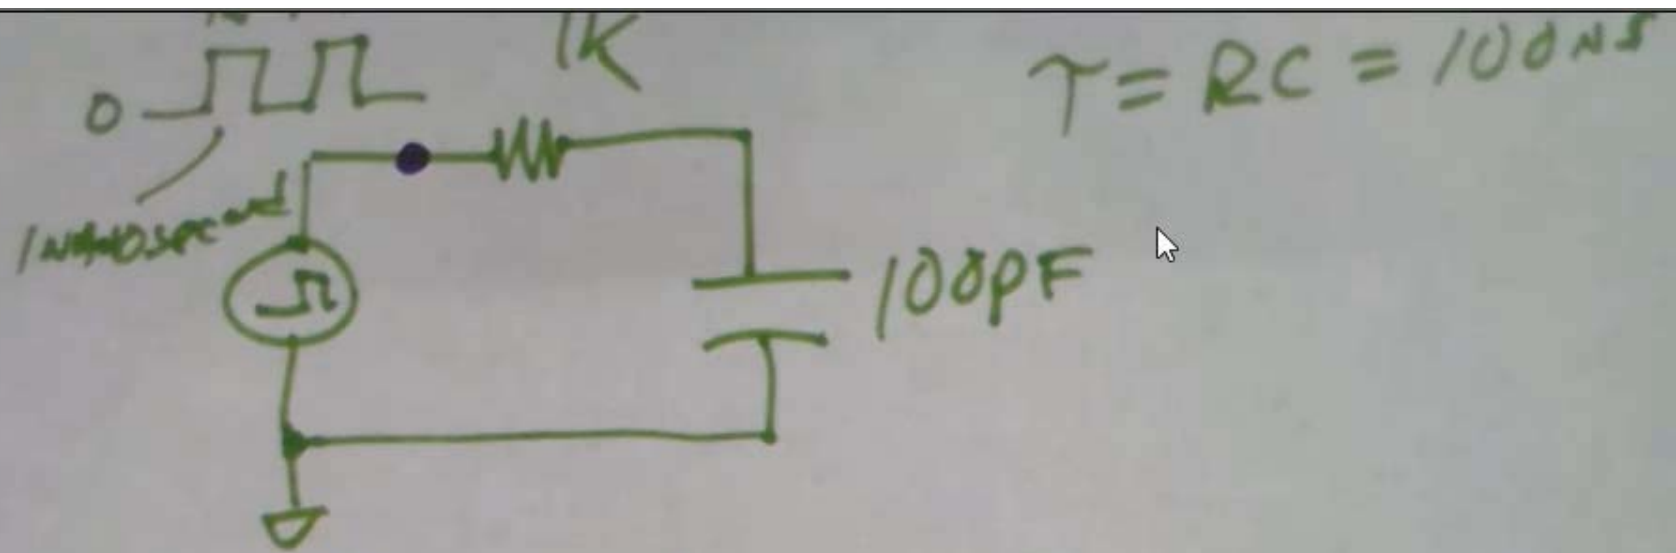 1K
τ = RC = 100NS
0
1NANOSECOND
100PF